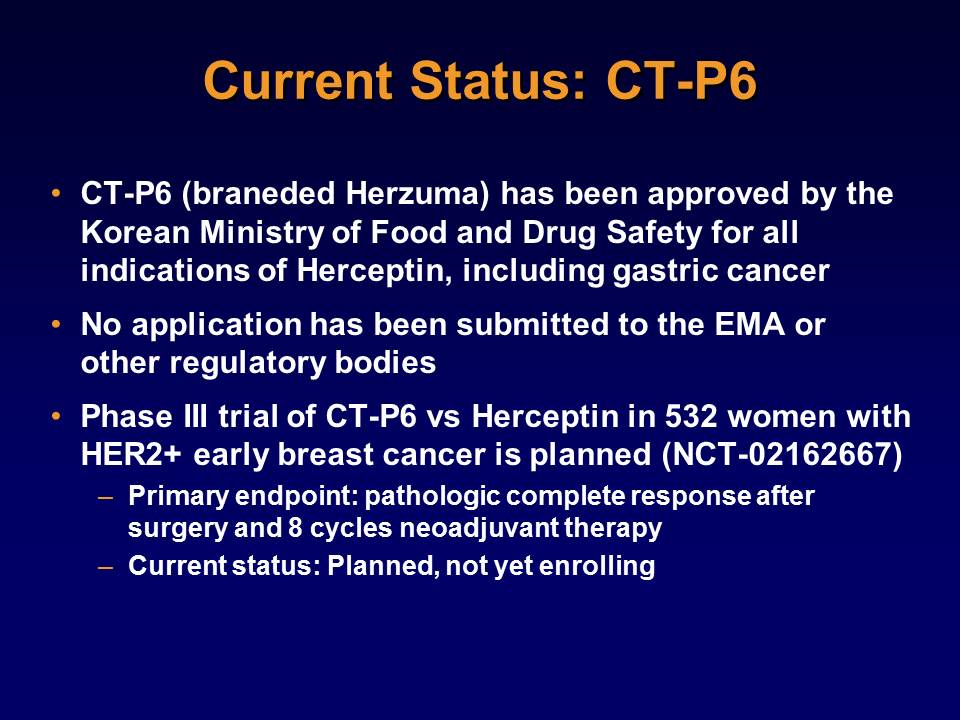 Current Status: CT-P6
• CT-P6 (braneded Herzuma) has been approved by the
Korean Ministry of Food and Drug Safety for all
indications of Herceptin, including gastric cancer
• No application has been submitted to the EMA or
other regulatory bodies
• Phase III trial of CT-P6 vs Herceptin in 532 women with
HER2+ early breast cancer is planned (NCT-02162667)
– Primary endpoint: pathologic complete response after
surgery and 8 cycles neoadjuvant therapy
– Current status: Planned, not yet enrolling